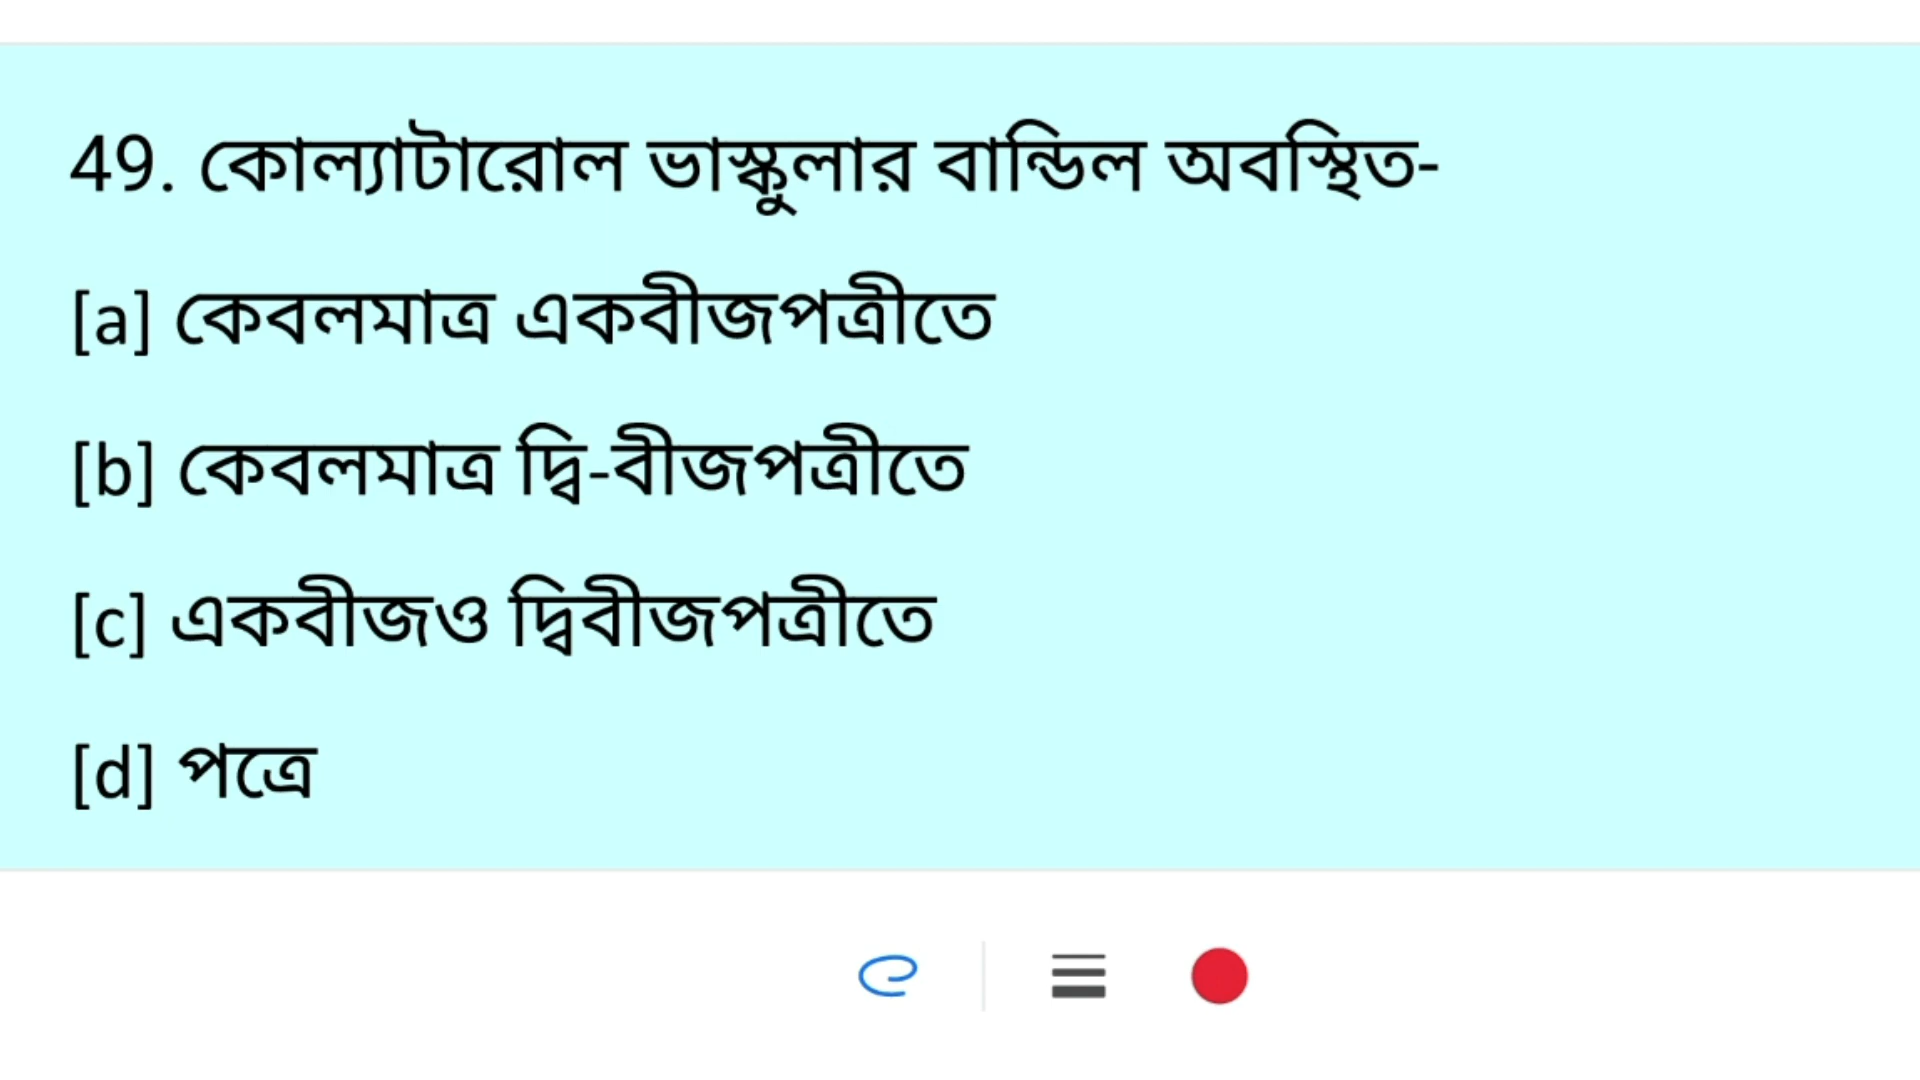 49. কোল্যাটারোল ভাস্কুলার বান্ডিল অবস্থিত-
[a] কেবলমাত্র একবীজপত্রীতে
[b] কেবলমাত্র দ্বি-বীজপত্রীতে
[c] একবীজও দ্বিবীজপত্রীতে
[d] পত্রে